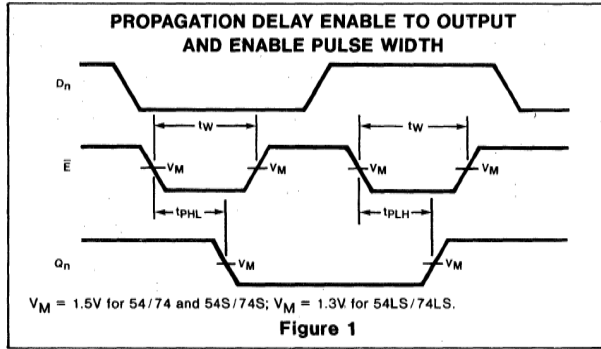 PROPAGATION DELAY ENABLE TO OUTPUT
AND ENABLE PULSE WIDTH
Dn
tW
tW
E̅
VM
VM
VM
VM
tPHL
tPLH
Qn
VM
VM
VM = 1.5V for 54/74 and 54S/74S; VM = 1.3V for 54LS/74LS.
Figure 1